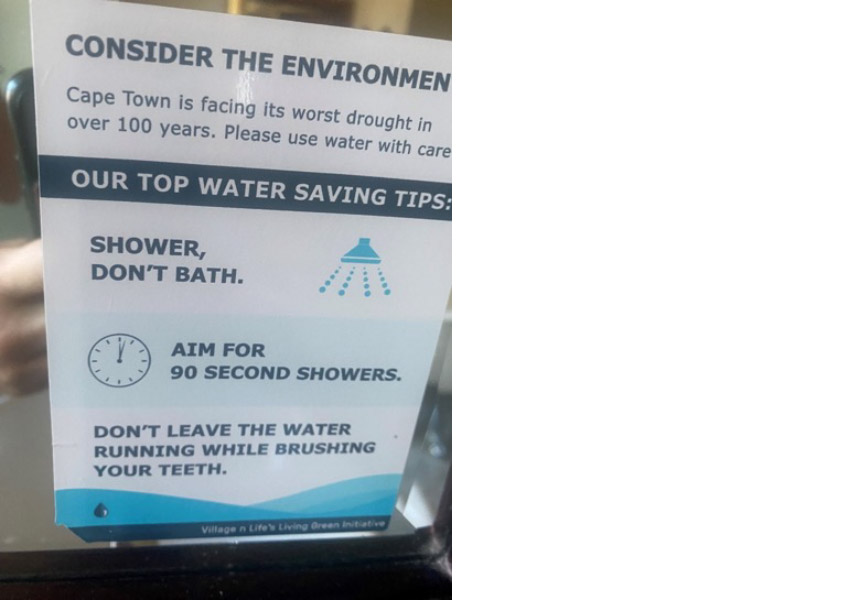 CONSIDER THE ENVIRONMEN
Cape Town is facing its worst drought in
over 100 years. Please use water with care
OUR TOP WATER SAVING TIPS:
SHOWER,
DON'T BATH.
AIM FOR
90 SECOND SHOWERS.
DON'T LEAVE THE WATER
RUNNING WHILE BRUSHING
YOUR TEETH.
Village n Life's Living Green Initiative